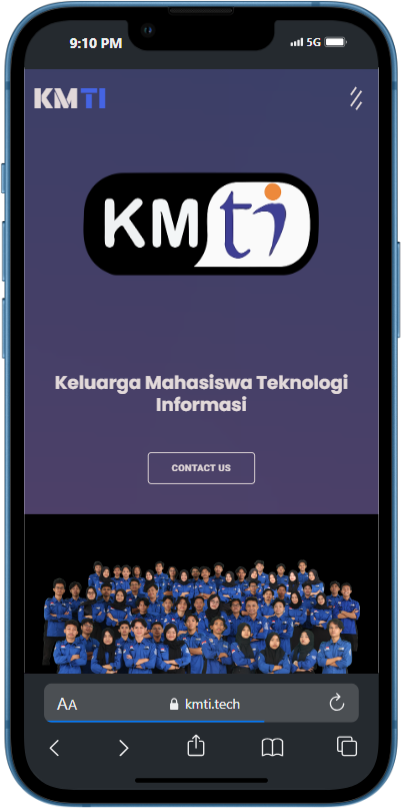 9:10 PM
5G
KMTI
KMti
Keluarga Mahasiswa Teknologi
Informasi
CONTACT US
AA
kmti.tech